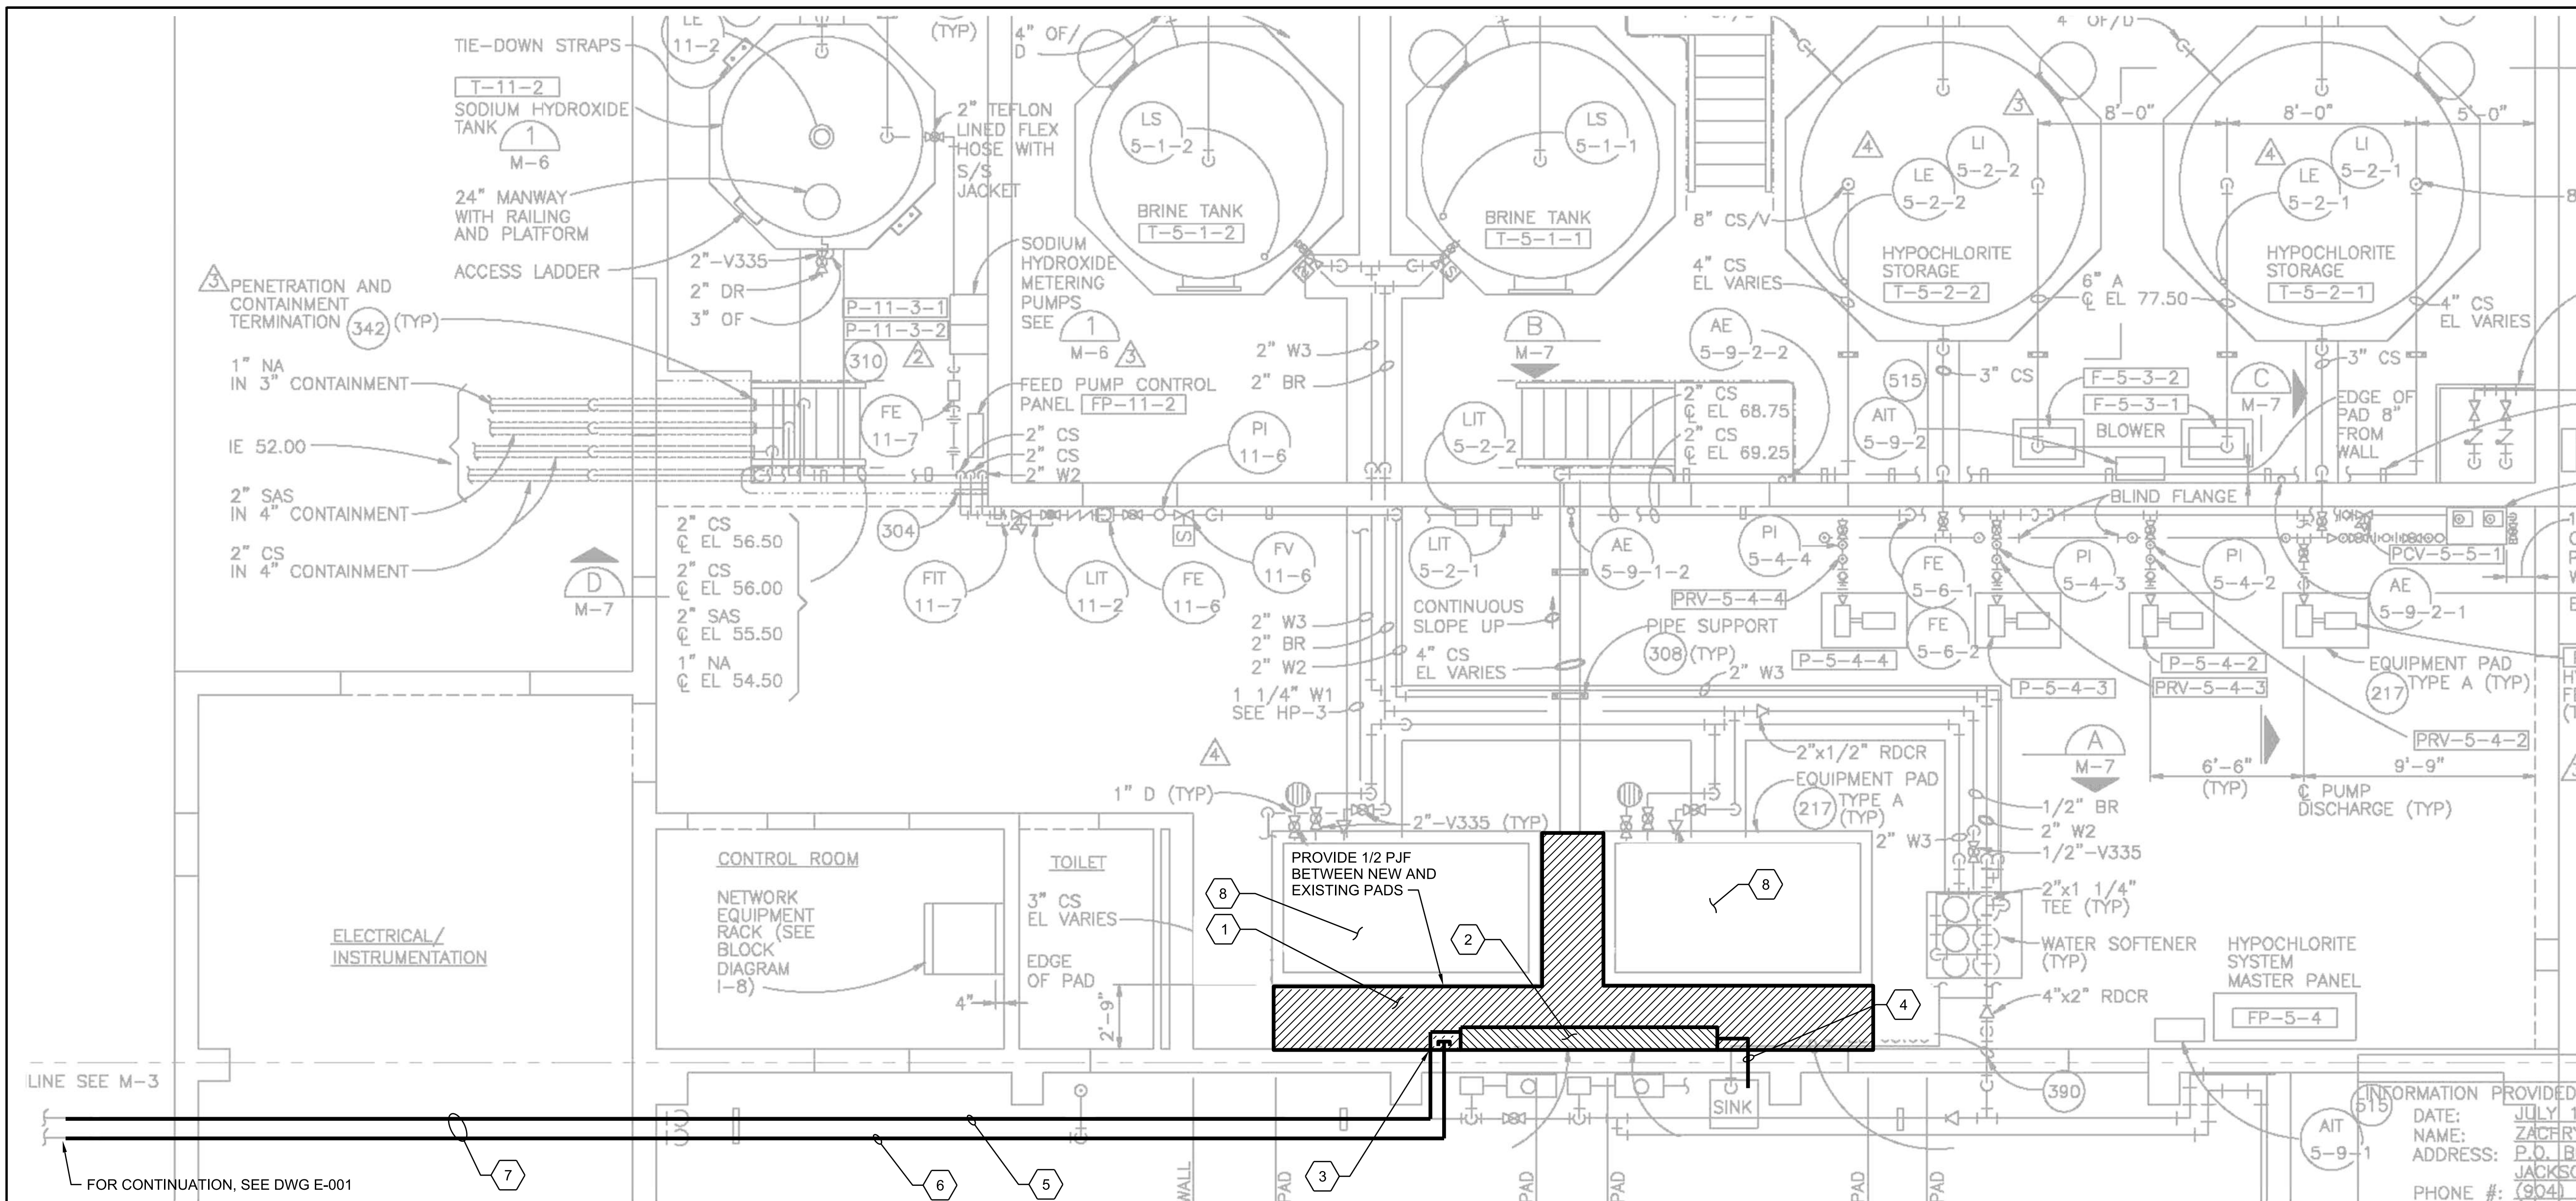 TIE-DOWN STRAPS
T-11-2
SODIUM HYDROXIDE
TANK
1
M-6
24" MANWAY
WITH RAILING
AND PLATFORM
ACCESS LADDER
3
PENETRATION AND
CONTAINMENT
TERMINATION 342 (TYP)
1" NA
IN 3" CONTAINMENT
IE 52.00
2" SAS
IN 4" CONTAINMENT
2" CS
IN 4" CONTAINMENT
D
M-7
LE
11-2
(TYP)
2" TEFLON
LINED FLEX
HOSE WITH
S/S
JACKET
2"-V335
2" DR
3" OF
P-11-3-1
P-11-3-2
310
2
FE
11-7
SODIUM
HYDROXIDE
METERING
PUMPS
SEE
1
M-6
3
FEED PUMP CONTROL
PANEL FP-11-2
2" CS
2" CS
2" W2
PI
11-6
304
2" CS
℄ EL 56.50
2" CS
℄ EL 56.00
2" SAS
℄ EL 55.50
1" NA
℄ EL 54.50
FIT
11-7
LIT
11-2
FE
11-6
FV
11-6
S
4" OF/
D
LS
5-1-2
BRINE TANK
T-5-1-2
LS
5-1-1
BRINE TANK
T-5-1-1
2" W3
2" BR
B
M-7
AE
5-9-2-2
LIT
5-2-2
2" CS
℄ EL 68.75
2" CS
℄ EL 69.25
LIT
5-2-1
AE
5-9-1-2
8" CS/V
4" CS
EL VARIES
4" OF/D
3
4
LI
5-2-2
LE
5-2-2
HYPOCHLORITE
STORAGE
T-5-2-2
8'-0"
8'-0"
5'-0"
4
LI
5-2-1
LE
5-2-1
HYPOCHLORITE
STORAGE
T-5-2-1
6" A
℄ EL 77.50
4" CS
EL VARIES
515
3" CS
AIT
5-9-2
F-5-3-2
F-5-3-1
BLOWER
C
M-7
3" CS
EDGE OF
PAD 8"
FROM
WALL
BLIND FLANGE
PI
5-4-4
FE
5-6-1
PI
5-4-3
PI
5-4-2
PCV-5-5-1
AE
5-9-2-1
PRV-5-4-4
FE
5-6-2
P-5-4-4
P-5-4-3
P-5-4-2
PRV-5-4-3
PRV-5-4-2
EQUIPMENT PAD
217 TYPE A (TYP)
2" W3
2" BR
2" W2
1 1/4" W1
SEE HP-3
CONTINUOUS
SLOPE UP
4" CS
EL VARIES
PIPE SUPPORT
308 (TYP)
2" W3
4
1" D (TYP)
2"-V335 (TYP)
2"x1/2" RDCR
EQUIPMENT PAD
217 TYPE A
(TYP)
A
M-7
6'-6"
(TYP)
9'-9"
℄ PUMP
DISCHARGE (TYP)
1/2" BR
2" W2
2" W3
1/2"-V335
2"x1 1/4"
TEE (TYP)
WATER SOFTENER
(TYP)
4"x2" RDCR
HYPOCHLORITE
SYSTEM
MASTER PANEL
FP-5-4
ELECTRICAL/
INSTRUMENTATION
CONTROL ROOM
NETWORK
EQUIPMENT
RACK (SEE
BLOCK
DIAGRAM
I-8)
4"
TOILET
3" CS
EL VARIES
EDGE
OF PAD
2'-9"
PROVIDE 1/2 PJF
BETWEEN NEW AND
EXISTING PADS
8
1
2
8
4
LINE SEE M-3
SINK
390
515
AIT
5-9-1
INFORMATION PROVIDED
DATE: JULY
NAME:
ADDRESS: P.O. B
PHONE #: (904)
7
6
5
3
WALL
PAD
PAD
PAD
PAD
PAD
FOR CONTINUATION, SEE DWG E-001